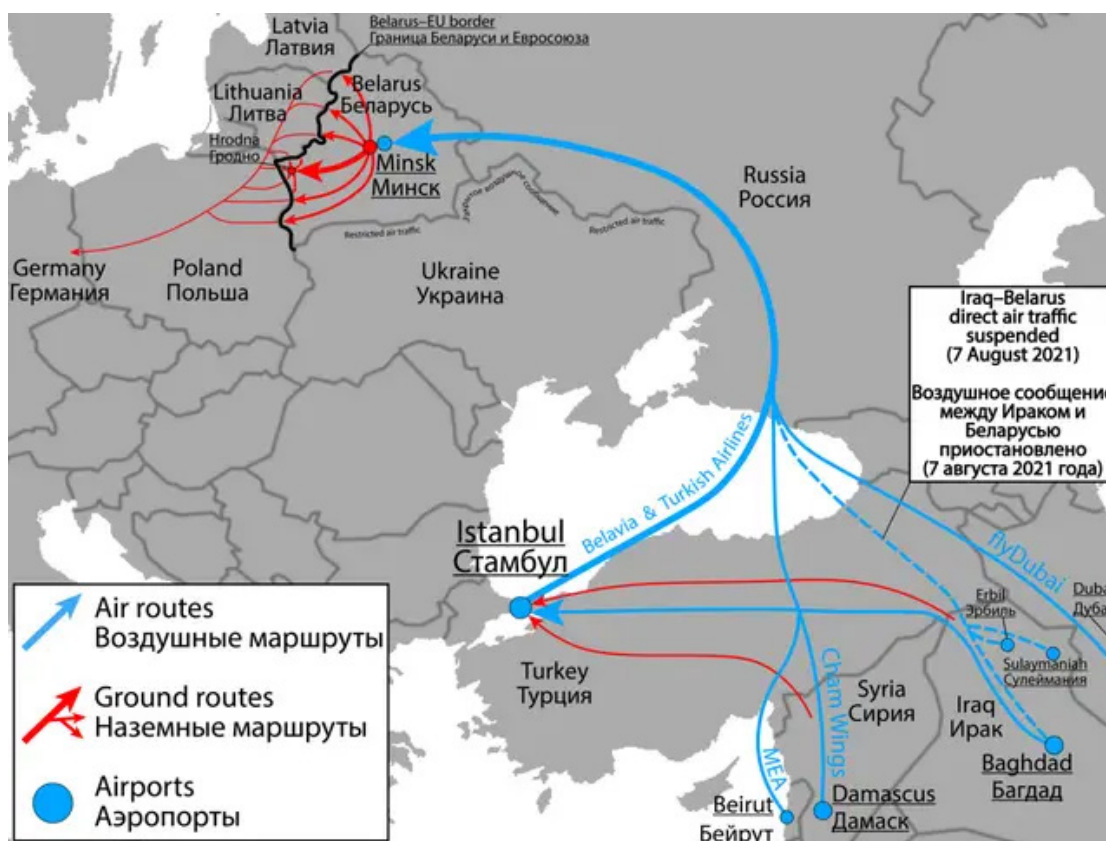 Latvia
Латвия
Belarus–EU border
Граница Беларуси и Евросоюза
Lithuania
Литва
Belarus
Беларусь
Hrodna
Гродно
Minsk
Минск
Russia
Россия
Restricted air traffic
воздушное сообщение
Restricted air traffic
Germany
Германия
Poland
Польша
Ukraine
Украина
Iraq–Belarus
direct air traffic
suspended
(7 August 2021)
Воздушное сообщение
между Ираком и
Беларусью
приостановлено
(7 августа 2021 года)
Belavia & Turkish Airlines
flyDubai
Istanbul
Стамбул
Erbil
Эрбиль
Duba
Дуба
Sulaymaniah
Сулеймания
Turkey
Турция
Cham Wings
Syria
Сирия
Iraq
Ирак
MEA
Baghdad
Багдад
Beirut
Бейрут
Damascus
Дамаск
Air routes
Воздушные маршруты
Ground routes
Наземные маршруты
Airports
Аэропорты